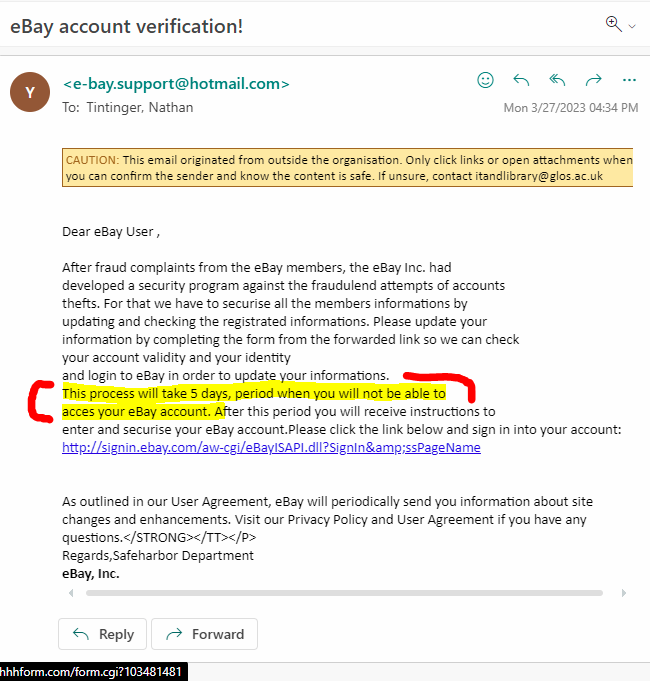 eBay account verification!
Y
<e-bay.support@hotmail.com>
To: Tintinger, Nathan
Mon 3/27/2023 04:34 PM
CAUTION: This email originated from outside the organisation. Only click links or open attachments when
you can confirm the sender and know the content is safe. If unsure, contact itandlibrary@glos.ac.uk
Dear eBay User ,
After fraud complaints from the eBay members, the eBay Inc. had
developed a security program against the fraudulend attempts of accounts
thefts. For that we have to securise all the members informations by
updating and checking the registrated informations. Please update your
information by completing the form from the forwarded link so we can check
your account validity and your identity
and login to eBay in order to update your informations.
This process will take 5 days, period when you will not be able to
acces your eBay account. After this period you will receive instructions to
enter and securise your eBay account.Please click the link below and sign in into your account:
http://signin.ebay.com/aw-cgi/eBayISAPI.dll?SignIn&amp;ssPageName
As outlined in our User Agreement, eBay will periodically send you information about site
changes and enhancements. Visit our Privacy Policy and User Agreement if you have any
questions.</STRONG></TT></P>
Regards,Safeharbor Department
eBay, Inc.
Reply
Forward
hhhform.com/form.cgi?103481481